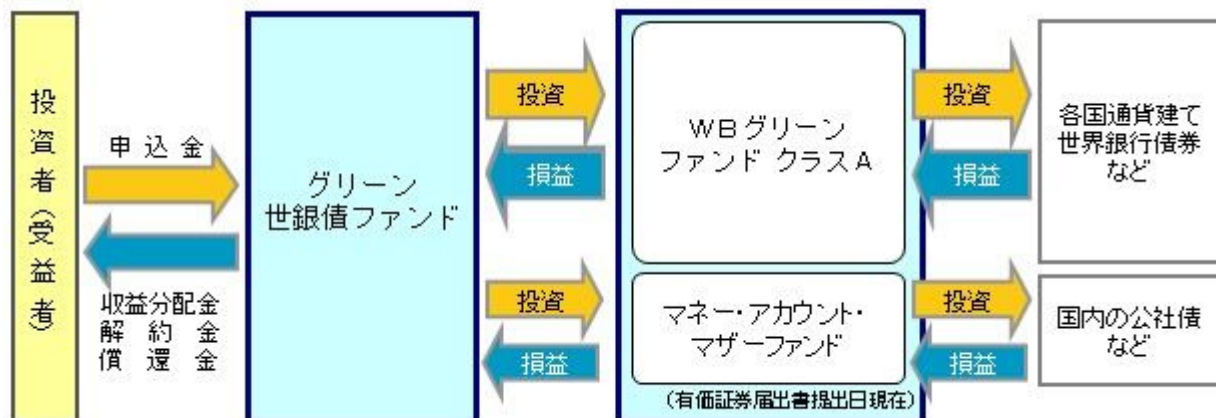 投資者(受益者)
申込金
収益分配金
解約金
償還金
グリーン
世銀債ファンド
投資
損益
投資
損益
WBグリーン
ファンド クラスA
マネー・アカウント・
マザーファンド
(有価証券届出書提出日現在)
投資
損益
投資
損益
各国通貨建て
世界銀行債券
など
国内の公社債
など